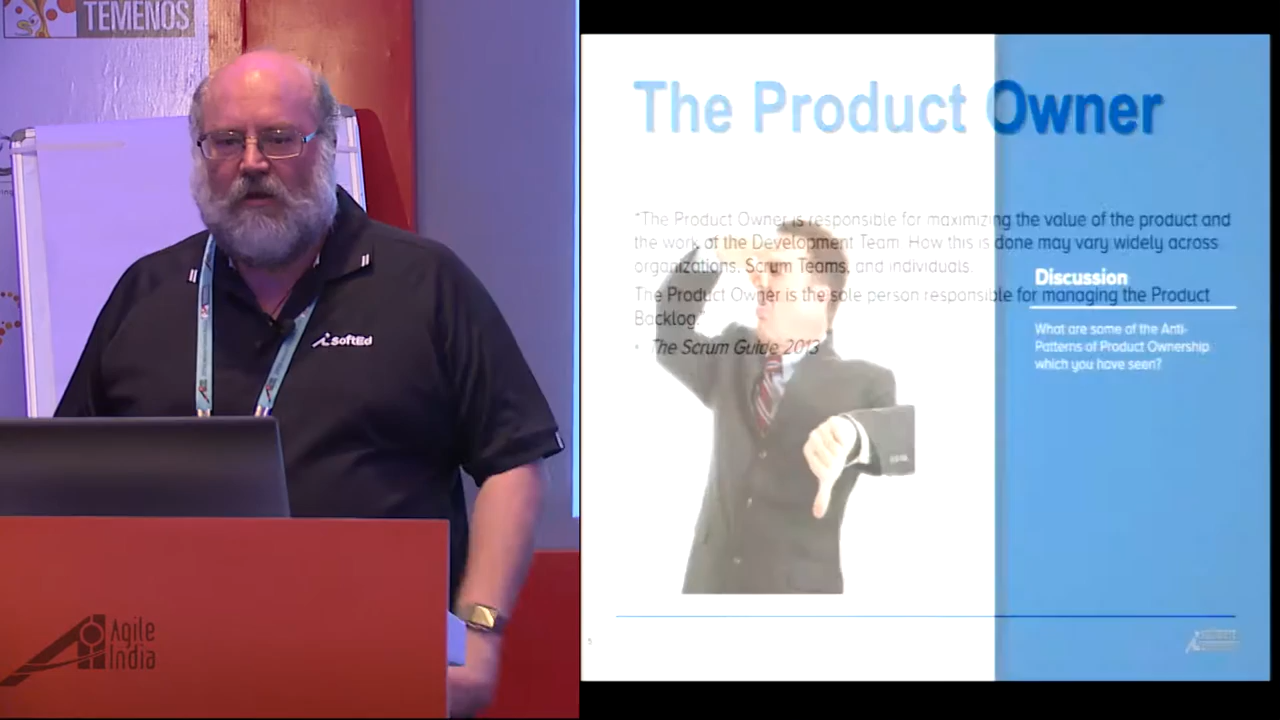 TEMENOS
SoftEd
Agile
India
The Product Owner
"The Product Owner is responsible for maximizing the value of the product and
the work of the Development Team. How this is done may vary widely across
organizations, Scrum Teams, and individuals.
The Product Owner is the sole person responsible for managing the Product
Backlog.
• The Scrum Guide 2013
Discussion
What are some of the Anti-
Patterns of Product Ownership
which you have seen?
5